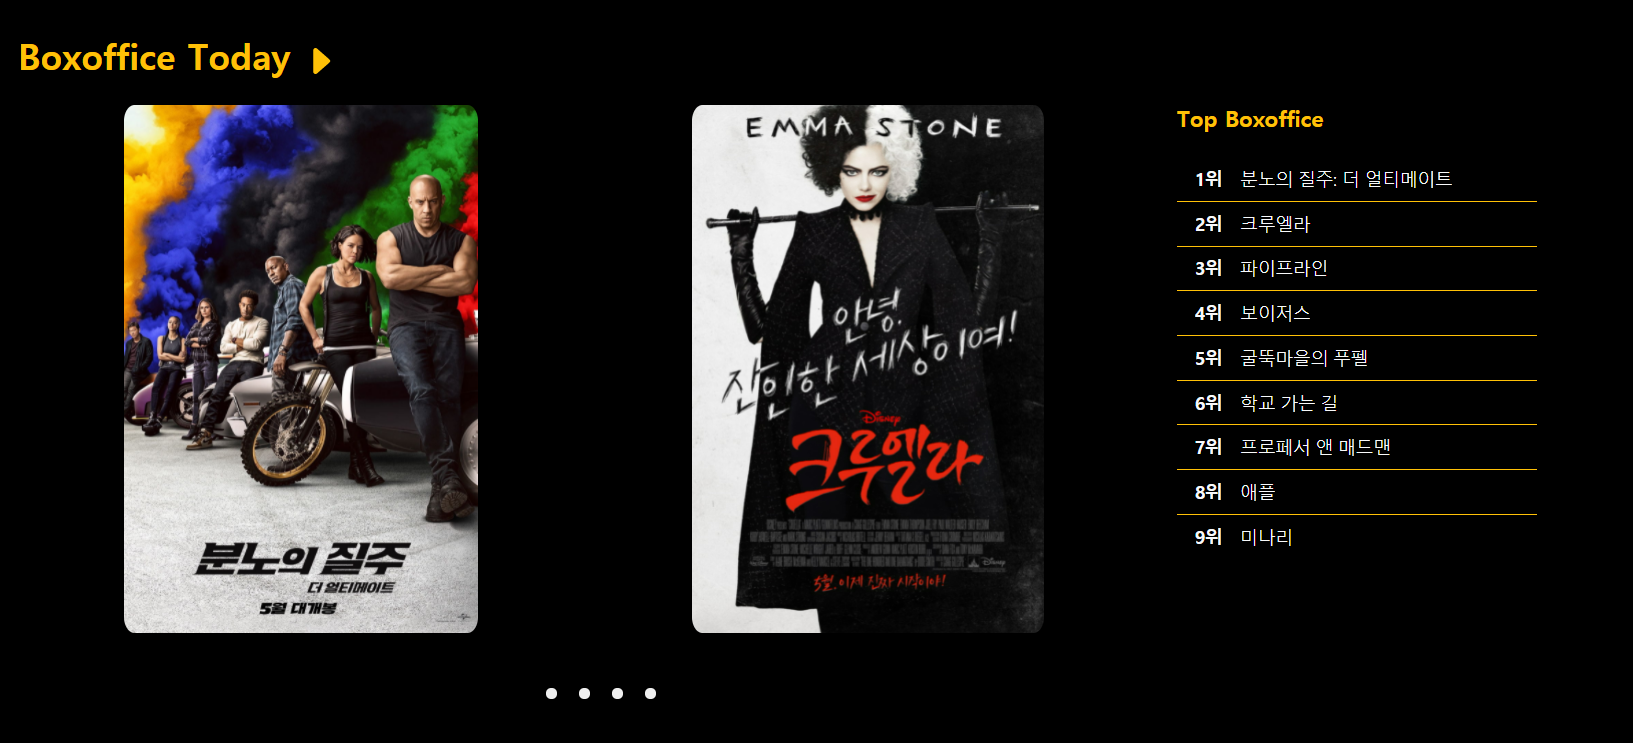 Boxoffice Today
분노의 질주
더 얼티메이트
5월 대개봉
EMMA STONE
안녕,
잔인한 세상이여!
Disney
크루엘라
5월, 이제 진짜 시작이야!
Top Boxoffice
1위 분노의 질주: 더 얼티메이트
2위 크루엘라
3위 파이프라인
4위 보이저스
5위 굴뚝마을의 푸펠
6위 학교 가는 길
7위 프로페서 앤 매드맨
8위 애플
9위 미나리